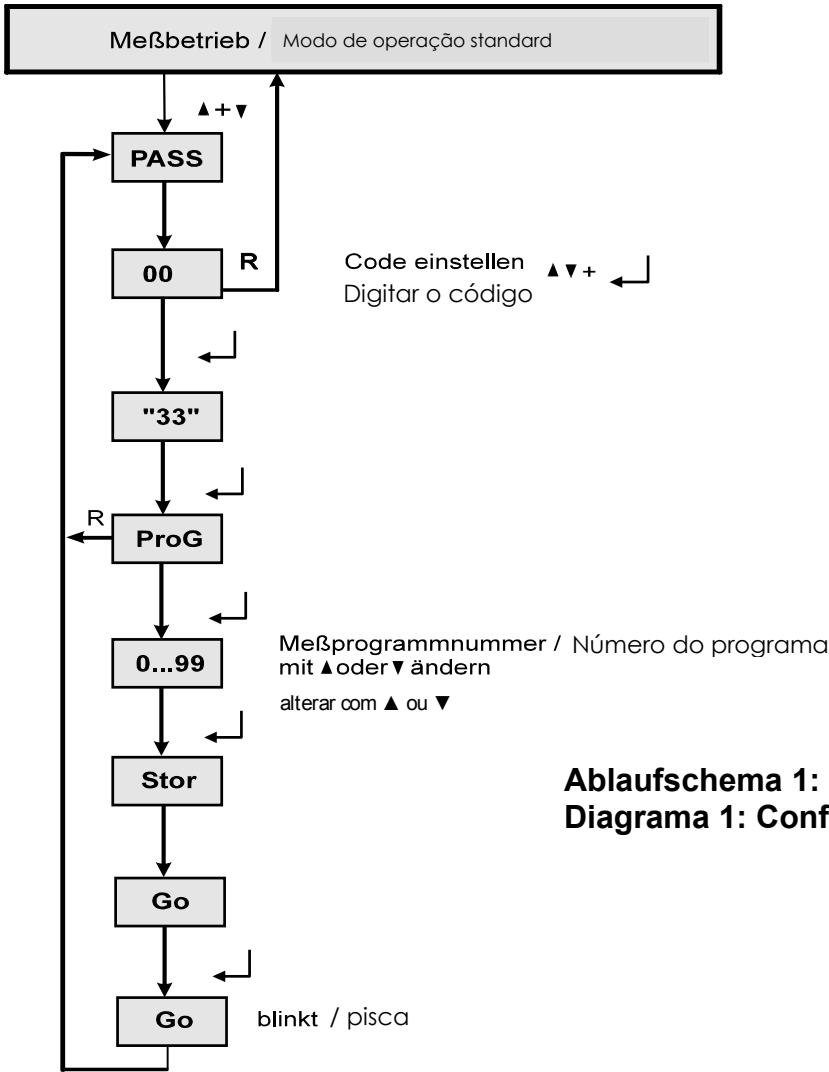 Meßbetrieb / Modo de operação standard
▲+▼
PASS
00
R
Code einstellen ▲▼+
Digitar o código
"33"
R
ProG
0...99
Meßprogrammnummer / Número do programa
mit ▲oder▼ ändern
alterar com ▲ ou ▼
Stor
Ablaufschema 1:
Diagrama 1: Conf
Go
Go
blinkt / pisca